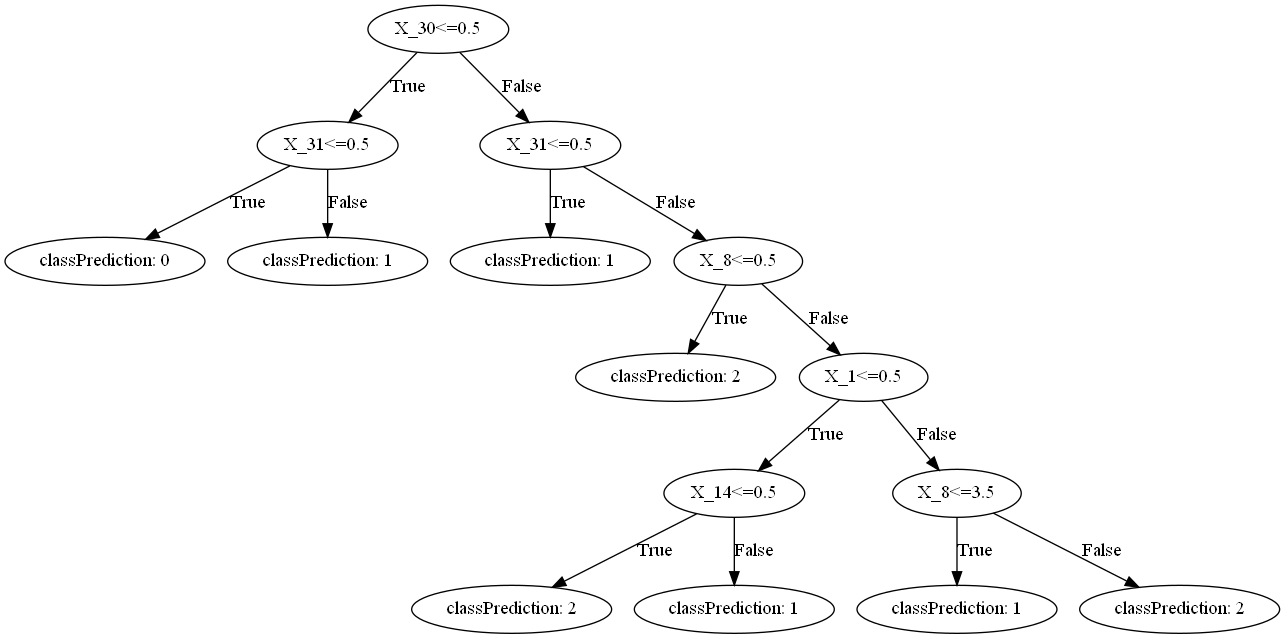 X_30<=0.5
True
False
X_31<=0.5
X_31<=0.5
True
False
True
False
classPrediction: 0
classPrediction: 1
classPrediction: 1
X_8<=0.5
True
False
classPrediction: 2
X_1<=0.5
True
False
X_14<=0.5
X_8<=3.5
True
False
True
False
classPrediction: 2
classPrediction: 1
classPrediction: 1
classPrediction: 2